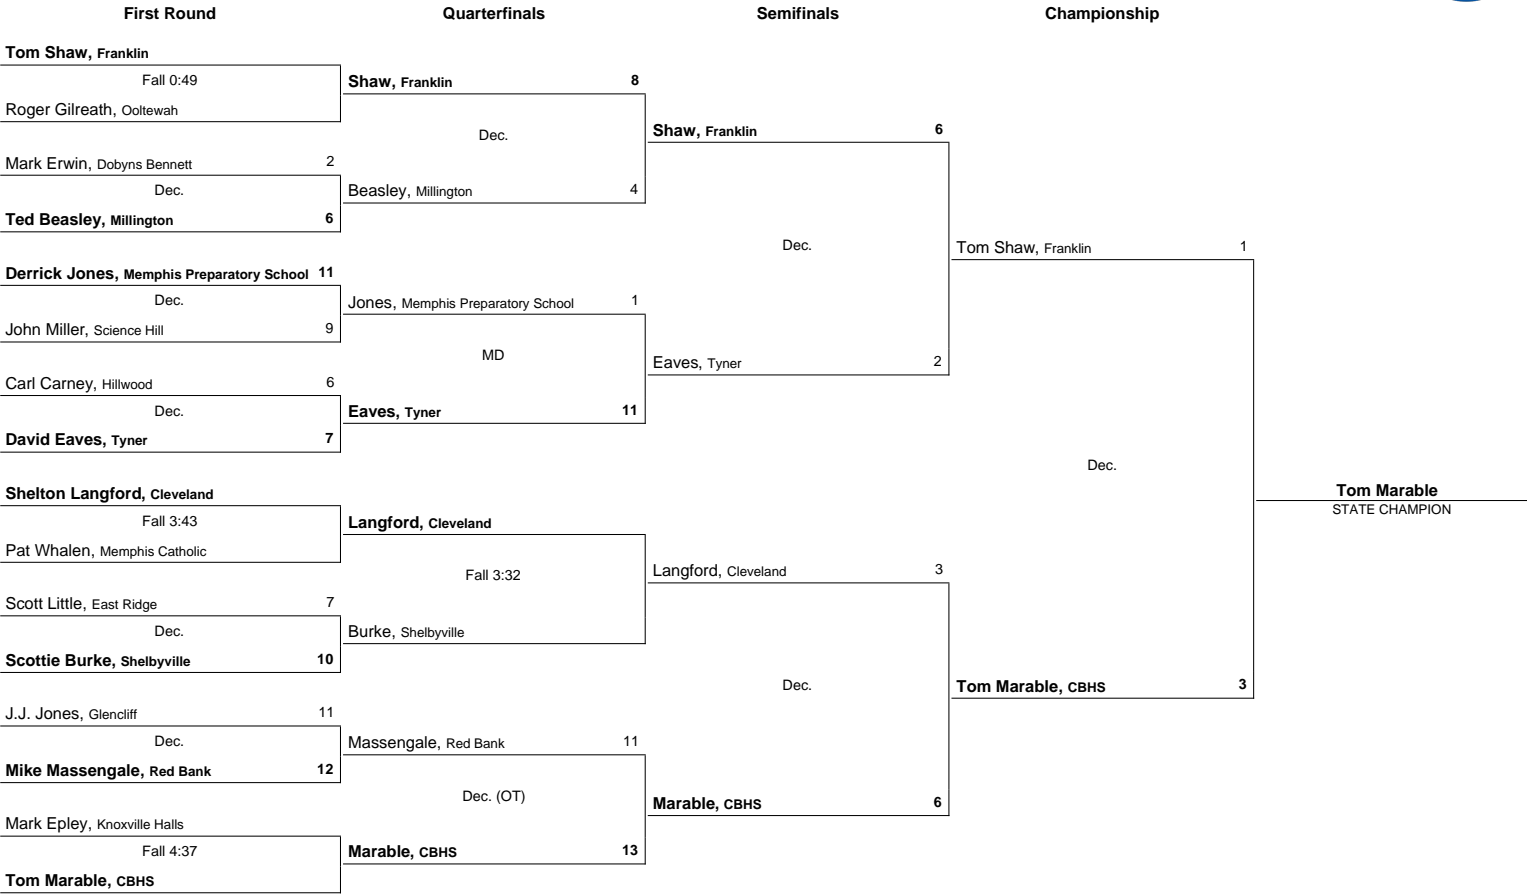 First Round Quarterfinals Semifinals Championship
Tom Shaw, Franklin
Fall 0:49
Roger Gilreath, Ooltewah
Mark Erwin, Dobyns Bennett 2
Dec.
Ted Beasley, Millington 6
Derrick Jones, Memphis Preparatory School 11
Dec.
John Miller, Science Hill 9
Carl Carney, Hillwood 6
Dec.
David Eaves, Tyner 7
Shelton Langford, Cleveland
Fall 3:43
Pat Whalen, Memphis Catholic
Scott Little, East Ridge 7
Dec.
Scottie Burke, Shelbyville 10
J.J. Jones, Glencliff 11
Dec.
Mike Massengale, Red Bank 12
Mark Epley, Knoxville Halls
Fall 4:37
Tom Marable, CBHS
Shaw, Franklin 8
Dec.
Beasley, Millington 4
Jones, Memphis Preparatory School 1
MD
Eaves, Tyner 11
Langford, Cleveland
Fall 3:32
Burke, Shelbyville
Massengale, Red Bank 11
Dec. (OT)
Marable, CBHS 13
Shaw, Franklin 6
Dec.
Eaves, Tyner 2
Langford, Cleveland 3
Dec.
Marable, CBHS 6
Tom Shaw, Franklin 1
Dec.
Tom Marable, CBHS 3
Tom Marable
STATE CHAMPION